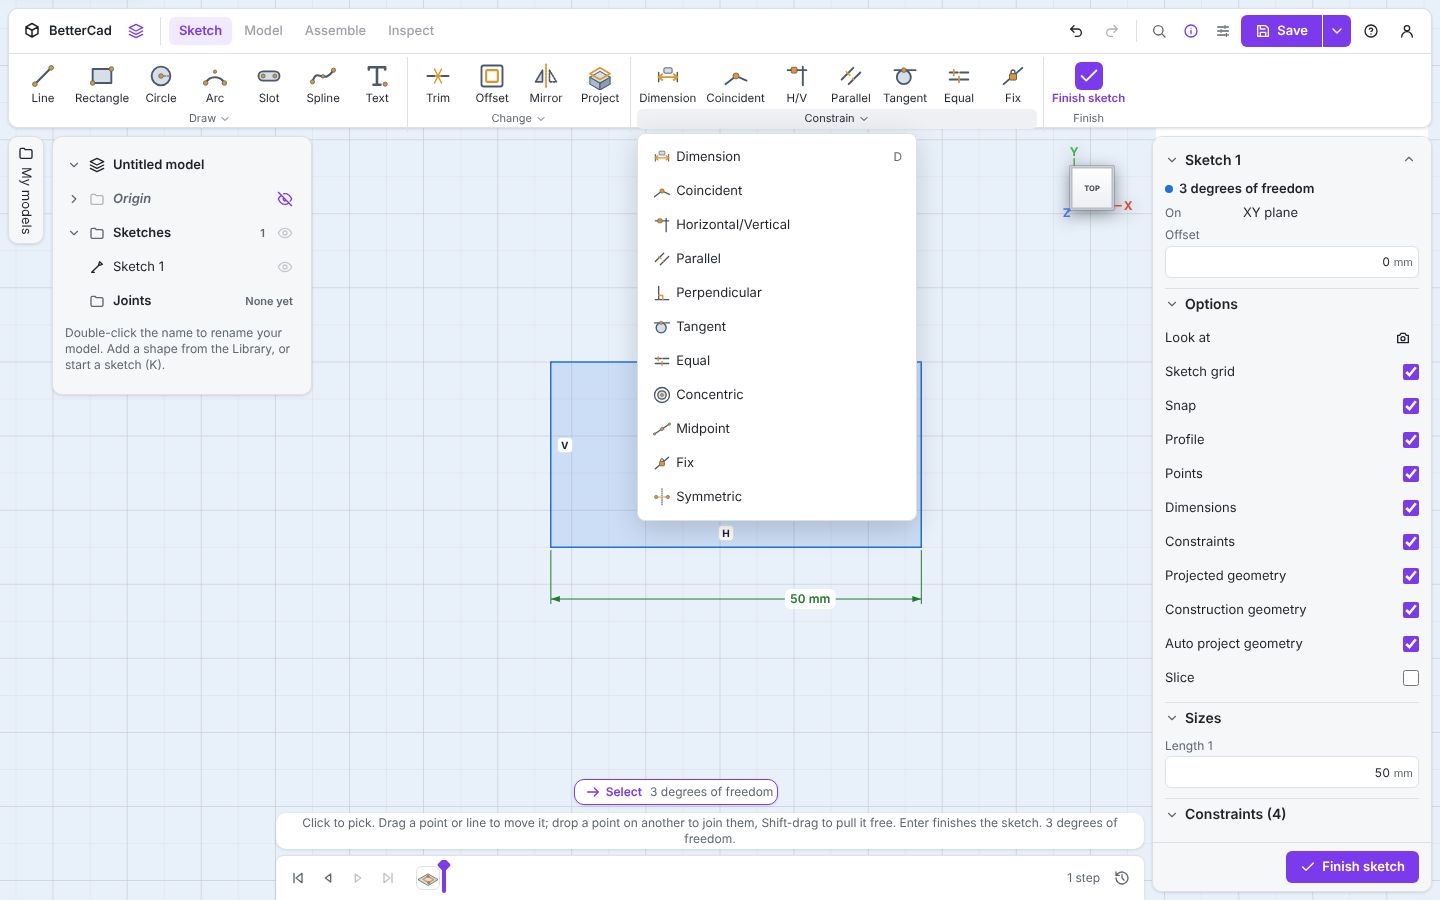 BetterCad
Sketch
Model
Assemble
Inspect
Save
Line
Rectangle
Circle
Arc
Slot
Spline
Text
Trim
Offset
Mirror
Project
Dimension
Coincident
H/V
Parallel
Tangent
Equal
Fix
Finish sketch
Draw
Change
Constrain
Finish
My models
Untitled model
Origin
Sketches 1
Sketch 1
Joints None yet
Double-click the name to rename your
model. Add a shape from the Library, or
start a sketch (K).
Dimension D
Coincident
Horizontal/Vertical
Parallel
Perpendicular
Tangent
Equal
Concentric
Midpoint
Fix
Symmetric
V
H
50 mm
Y
TOP
Z
X
Sketch 1
3 degrees of freedom
On XY plane
Offset
0 mm
Options
Look at
Sketch grid
Snap
Profile
Points
Dimensions
Constraints
Projected geometry
Construction geometry
Auto project geometry
Slice
Sizes
Length 1
50 mm
Constraints (4)
Finish sketch
Select 3 degrees of freedom
Click to pick. Drag a point or line to move it; drop a point on another to join them, Shift-drag to pull it free. Enter finishes the sketch. 3 degrees of
freedom.
1 step